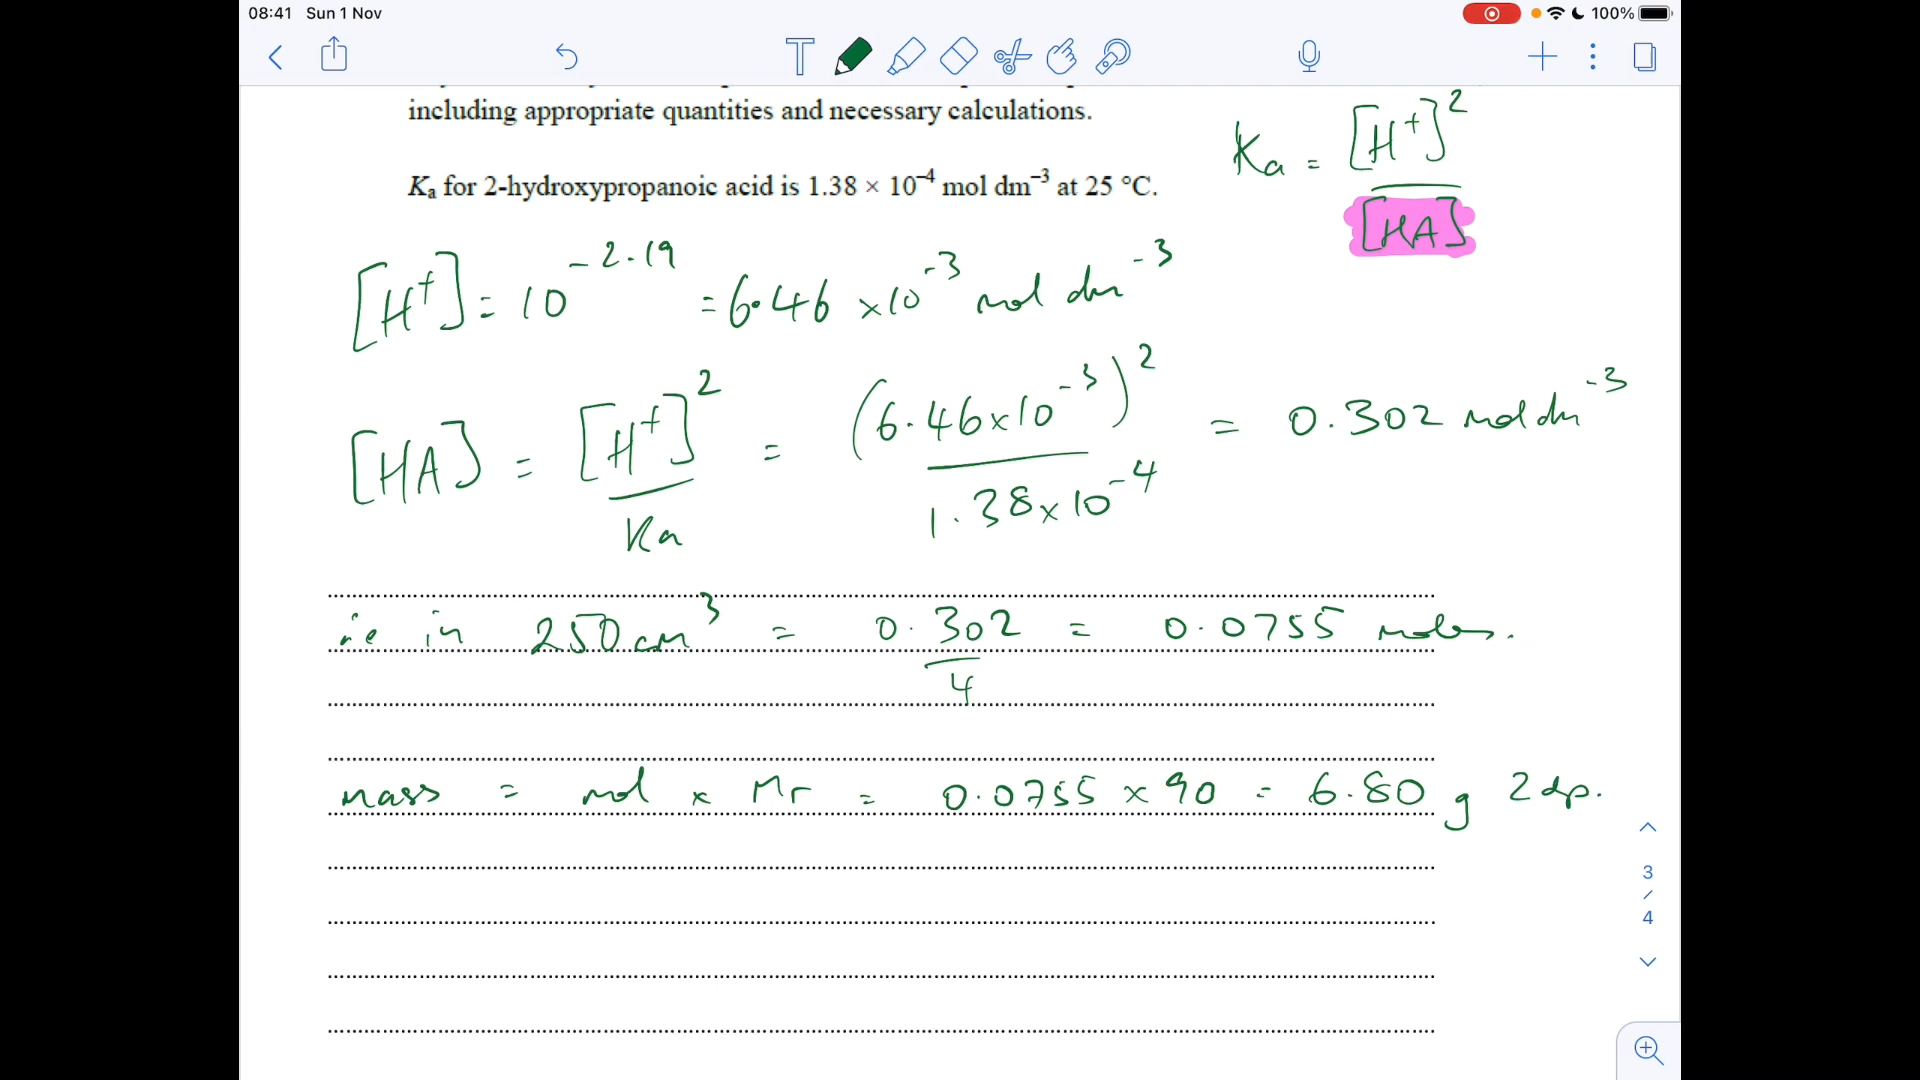 08:41 Sun 1 Nov
100%
including appropriate quantities and necessary calculations.
Ka = [H⁺]² / [HA]
Ka for 2-hydroxypropanoic acid is 1.38 × 10⁻⁴ mol dm⁻³ at 25 °C.
[H⁺] = 10⁻²·¹⁹ = 6.46 × 10⁻³ mol dm⁻³
[HA] = [H⁺]² / Ka = (6.46 × 10⁻³)² / 1.38 × 10⁻⁴ = 0.302 mol dm⁻³
ie in 250 cm³ = 0.302 / 4 = 0.0755 moles.
mass = mol × Mr = 0.0755 × 90 = 6.80 g 2 dp.
3
/
4